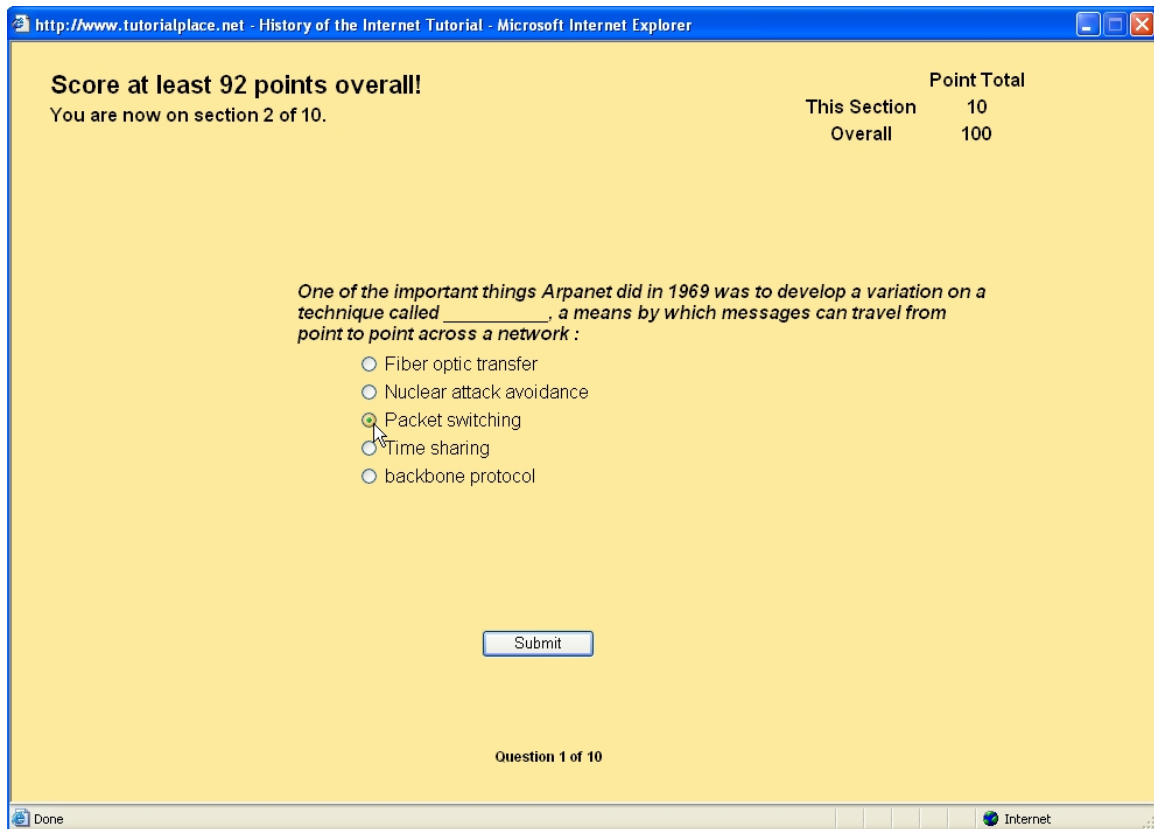 http://www.tutorialplace.net - History of the Internet Tutorial - Microsoft Internet Explorer
Score at least 92 points overall!
You are now on section 2 of 10.
Point Total
This Section 10
Overall 100
One of the important things Arpanet did in 1969 was to develop a variation on a
technique called __________, a means by which messages can travel from
point to point across a network :
Fiber optic transfer
Nuclear attack avoidance
Packet switching
Time sharing
backbone protocol
Submit
Question 1 of 10
Done
Internet